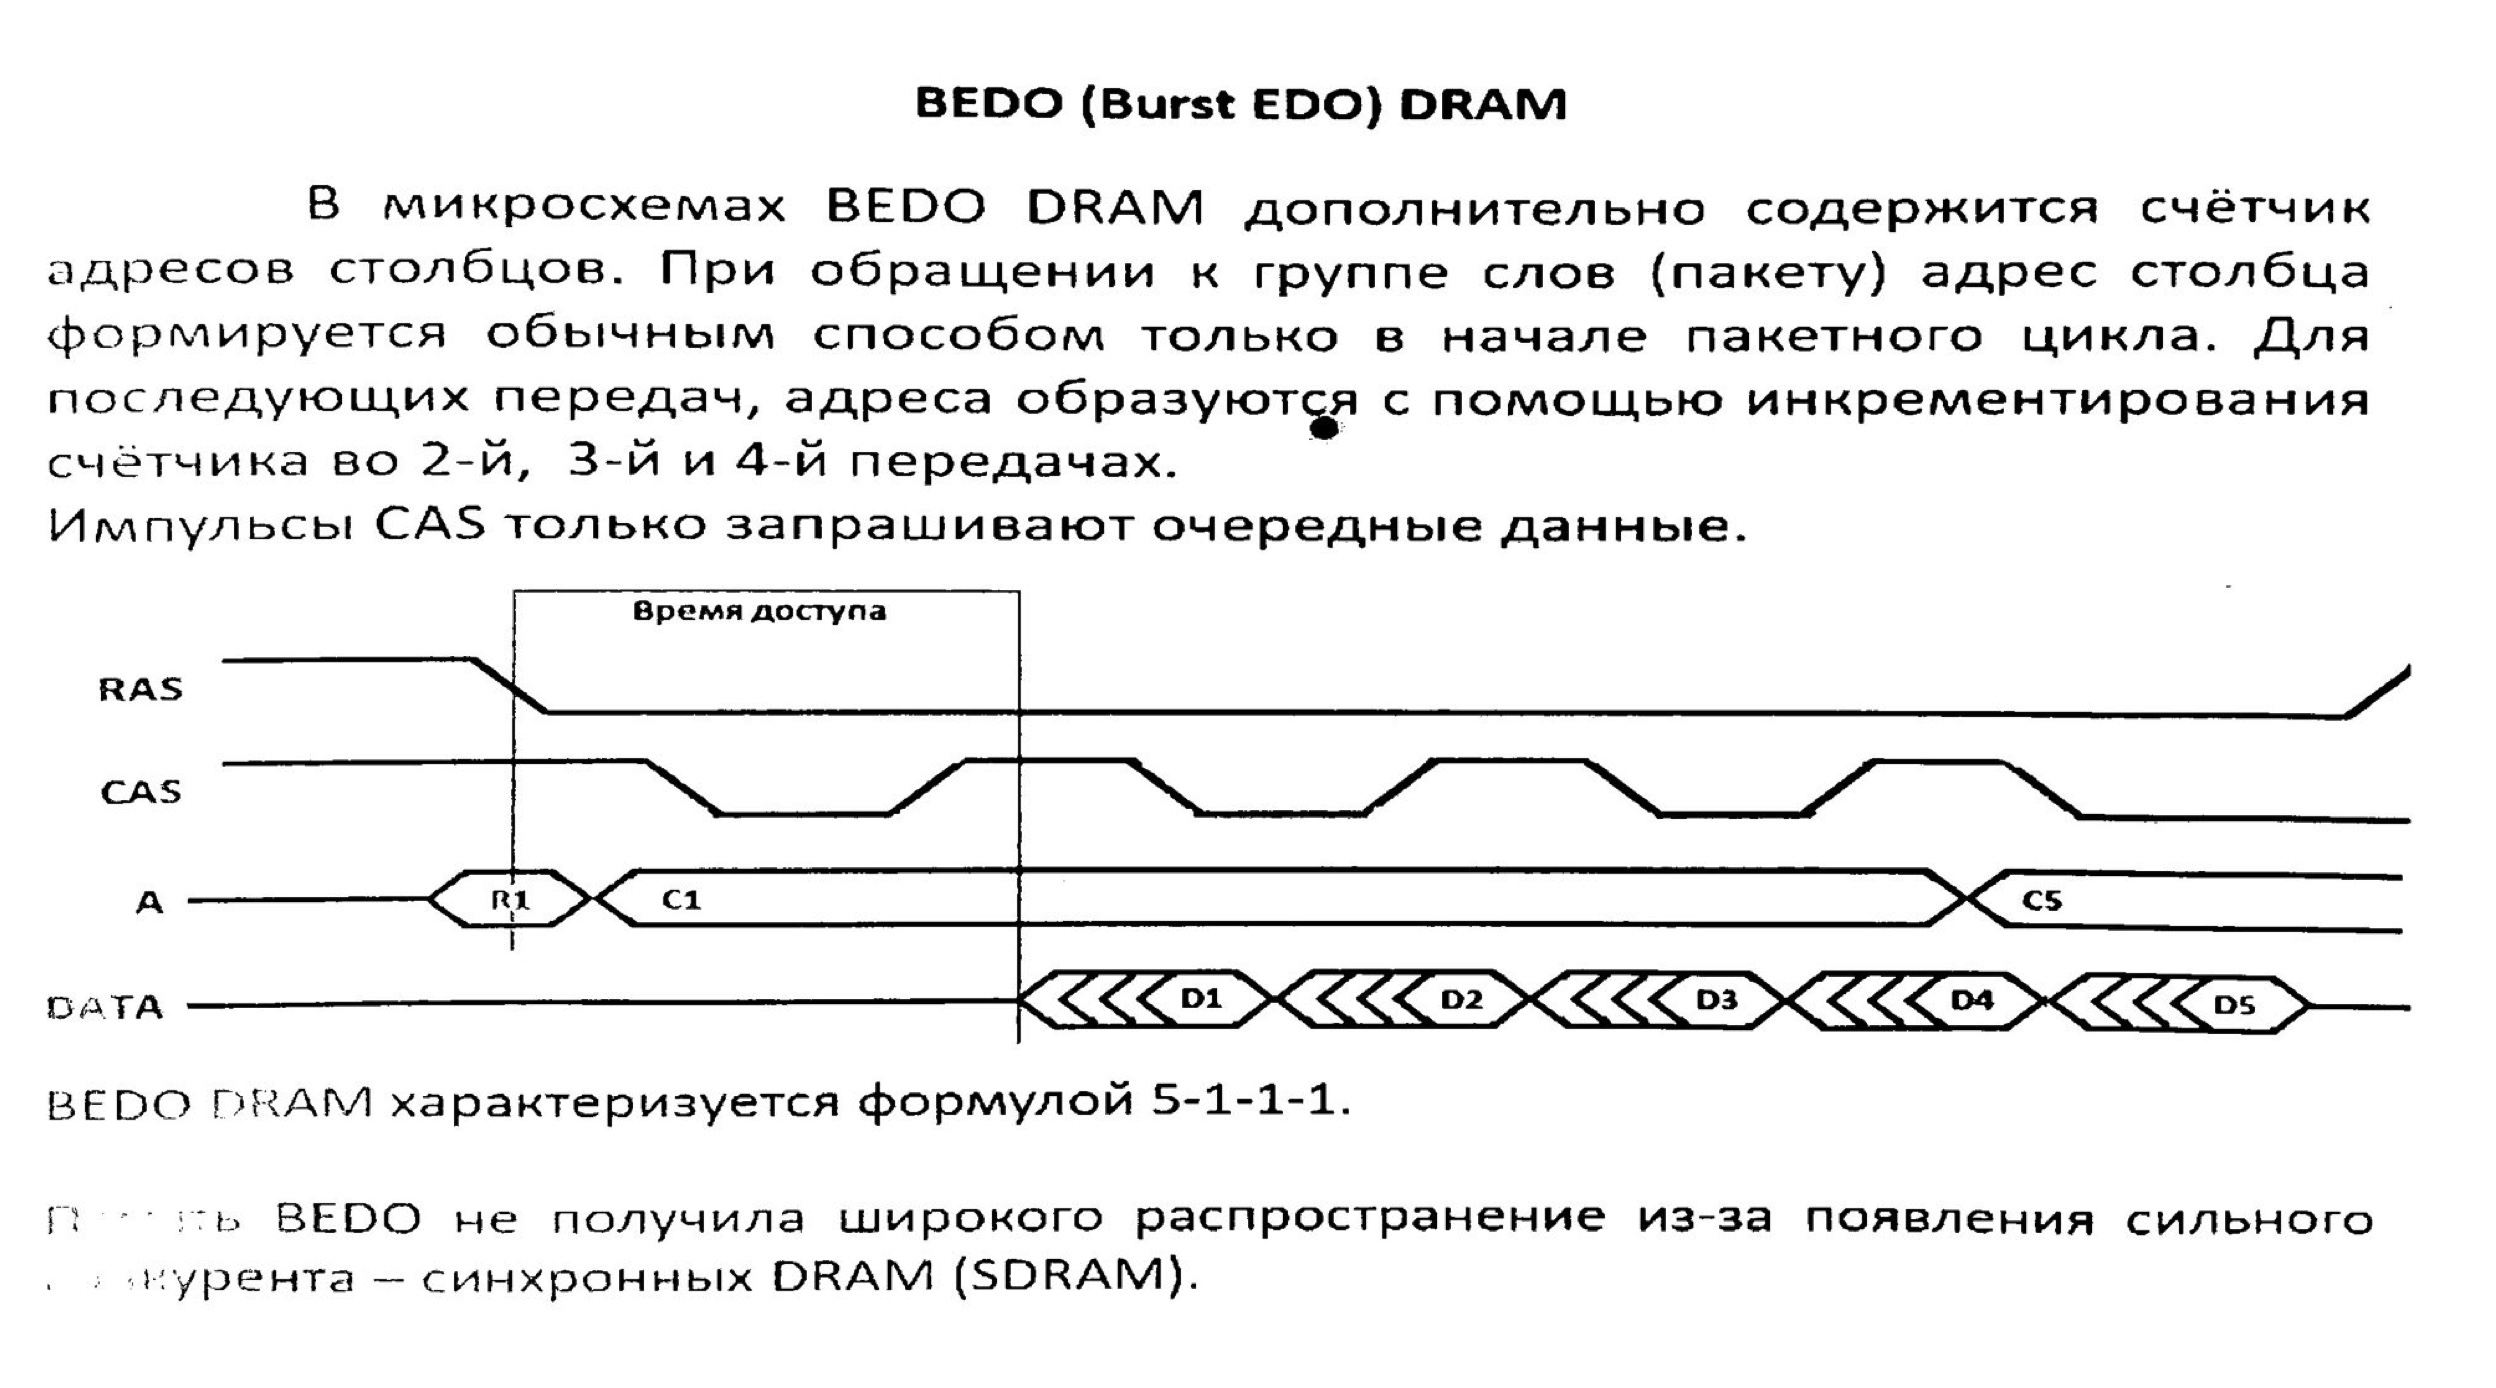 BEDO (Burst EDO) DRAM
В микросхемах BEDO DRAM дополнительно содержится счётчик
адресов столбцов. При обращении к группе слов (пакету) адрес столбца
формируется обычным способом только в начале пакетного цикла. Для
последующих передач, адреса образуются с помощью инкрементирования
счётчика во 2-й, 3-й и 4-й передачах.
Импульсы CAS только запрашивают очередные данные.
Время доступа
RAS
CAS
A R1 C1 C5
DATA D1 D2 D3 D4 D5
BEDO DRAM характеризуется формулой 5-1-1-1.
BEDO не получила широкого распространение из-за появления сильного
– синхронных DRAM (SDRAM).